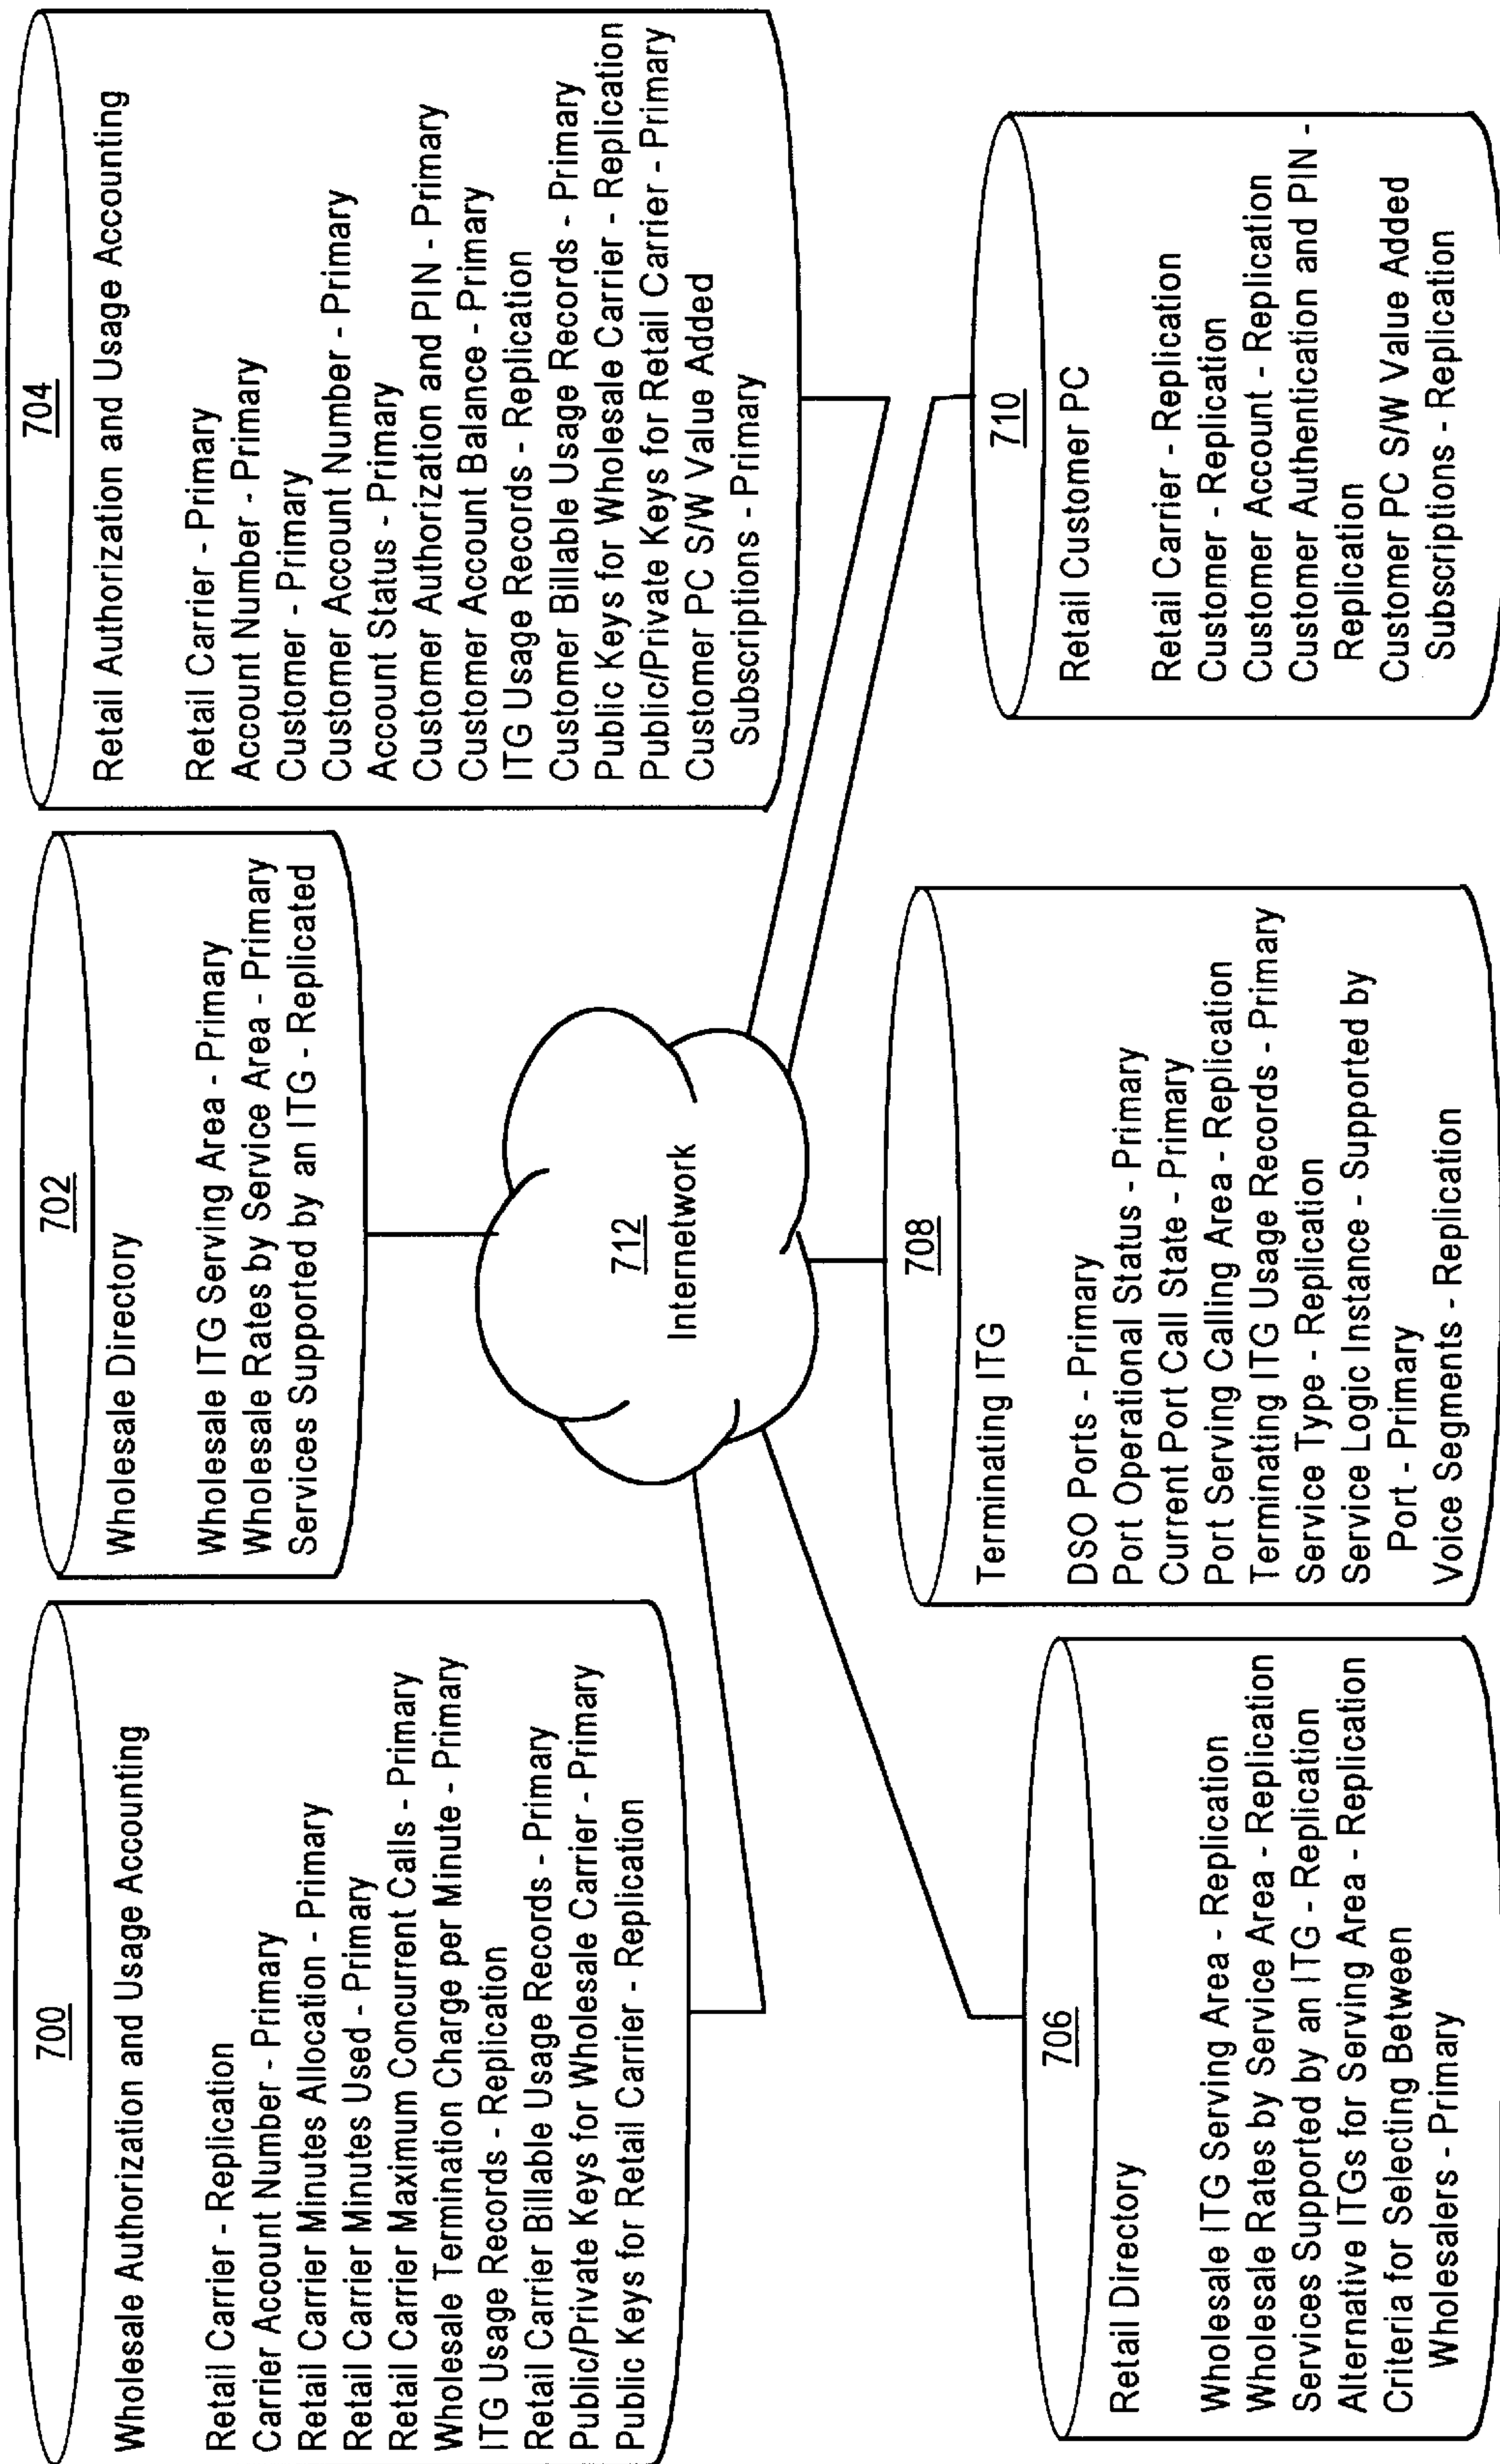 700
Wholesale Authorization and Usage Accounting
Retail Carrier - Replication
Carrier Account Number - Primary
Retail Carrier Minutes Allocation - Primary
Retail Carrier Minutes Used - Primary
Retail Carrier Maximum Concurrent Calls - Primary
Wholesale Termination Charge per Minute - Primary
ITG Usage Records - Replication
Retail Carrier Billable Usage Records - Primary
Public/Private Keys for Wholesale Carrier - Primary
Public Keys for Retail Carrier - Replication
702
Wholesale Directory
Wholesale ITG Serving Area - Primary
Wholesale Rates by Service Area - Primary
Services Supported by an ITG - Replicated
704
Retail Authorization and Usage Accounting
Retail Carrier - Primary
Account Number - Primary
Customer - Primary
Customer Account Number - Primary
Account Status - Primary
Customer Authorization and PIN - Primary
Customer Account Balance - Primary
ITG Usage Records - Replication
Customer Billable Usage Records - Primary
Public Keys for Wholesale Carrier - Replication
Public/Private Keys for Retail Carrier - Primary
Customer PC S/W Value Added
Subscriptions - Primary
712
Internetwork
706
Retail Directory
Wholesale ITG Serving Area - Replication
Wholesale Rates by Service Area - Replication
Services Supported by an ITG - Replication
Alternative ITGs for Serving Area - Replication
Criteria for Selecting Between
Wholesalers - Primary
708
Terminating ITG
DSO Ports - Primary
Port Operational Status - Primary
Current Port Call State - Primary
Port Serving Calling Area - Replication
Terminating ITG Usage Records - Primary
Service Type - Replication
Service Logic Instance - Supported by
Port - Primary
Voice Segments - Replication
710
Retail Customer PC
Retail Carrier - Replication
Customer - Replication
Customer Account - Replication
Customer Authentication and PIN -
Replication
Customer PC S/W Value Added
Subscriptions - Replication